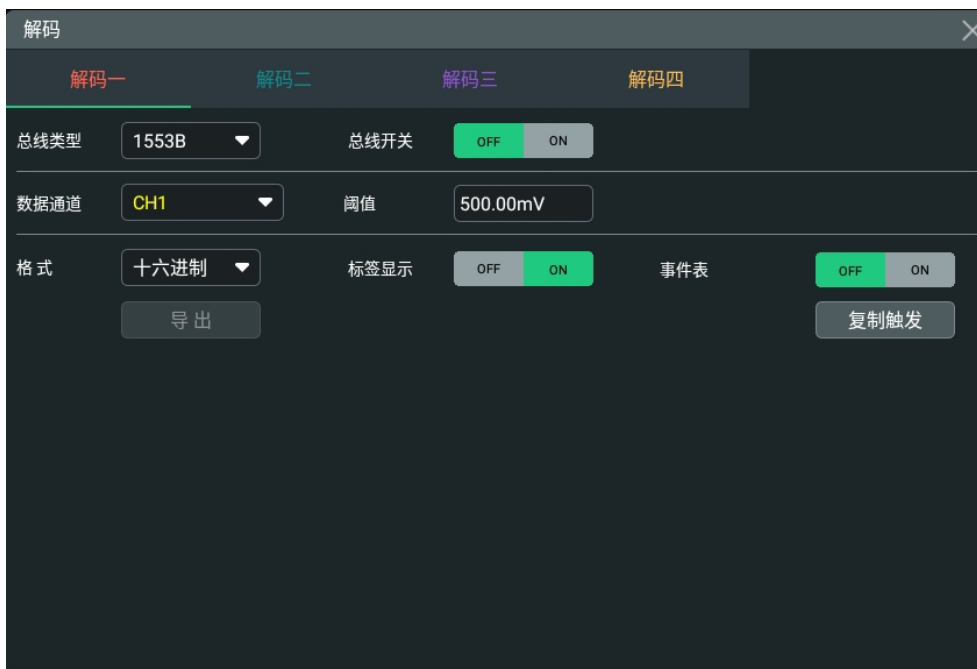 解码
解码一 解码二 解码三 解码四
总线类型 1553B 总线开关 OFF ON
数据通道 CH1 阈值 500.00mV
格式 十六进制 标签显示 OFF ON 事件表 OFF ON
导出 复制触发